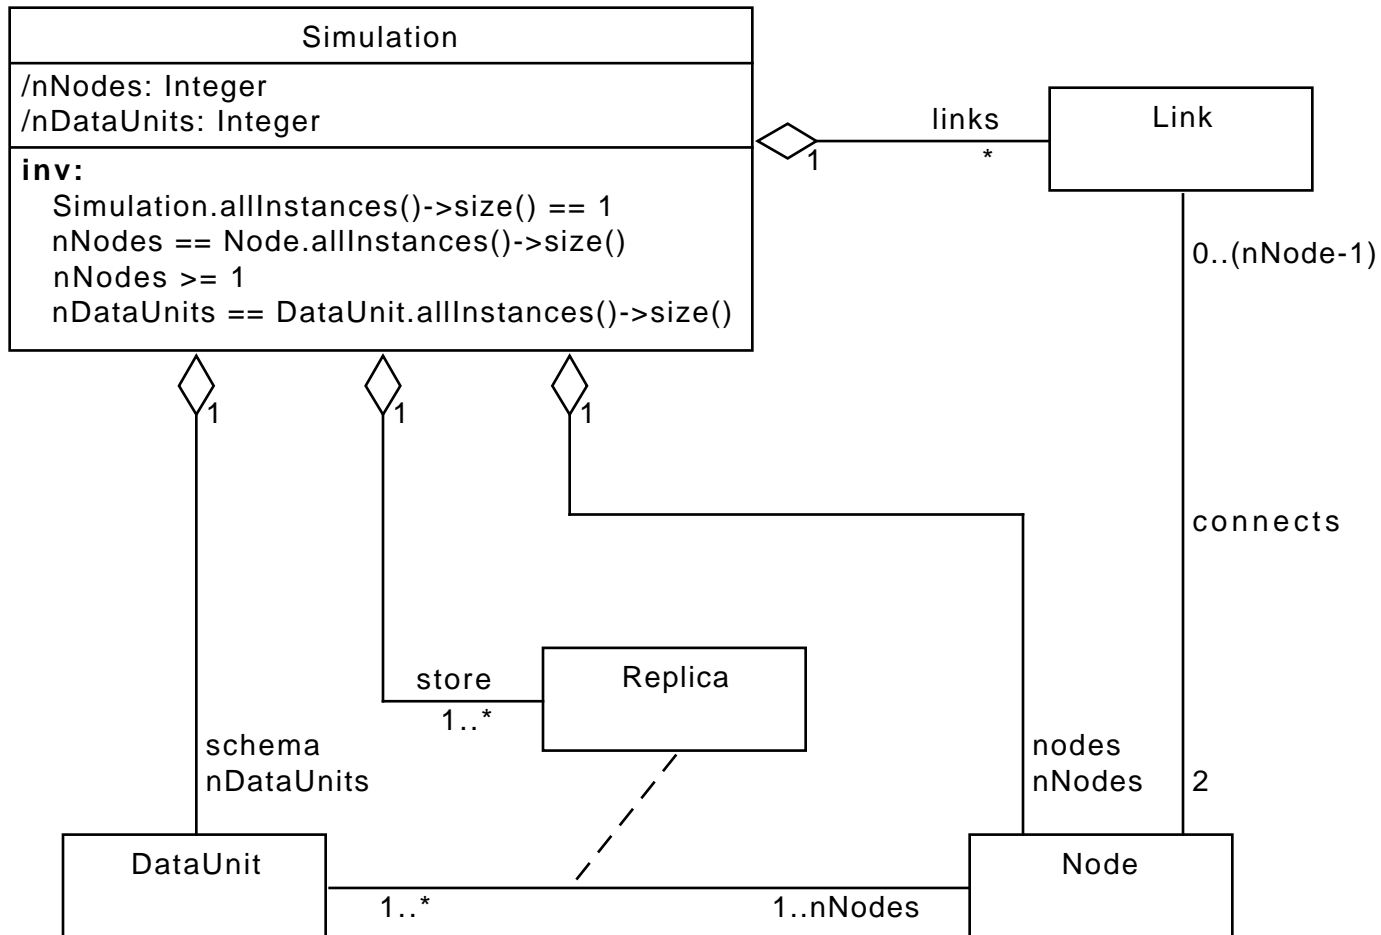 Simulation
/nNodes: Integer
/nDataUnits: Integer
inv:
Simulation.allInstances()->size() == 1
nNodes == Node.allInstances()->size()
nNodes >= 1
nDataUnits == DataUnit.allInstances()->size()
links
1
*
Link
0..(nNode-1)
connects
2
1
1
1
store
1..*
Replica
schema
nDataUnits
nodes
nNodes
DataUnit
1..*
1..nNodes
Node